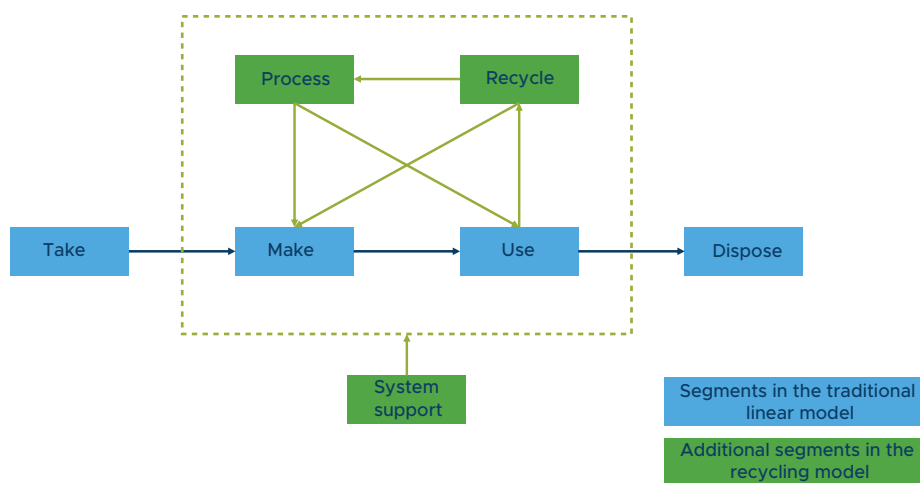 Process
Recycle
Take
Make
Use
Dispose
System
support
Segments in the traditional
linear model
Additional segments in the
recycling model